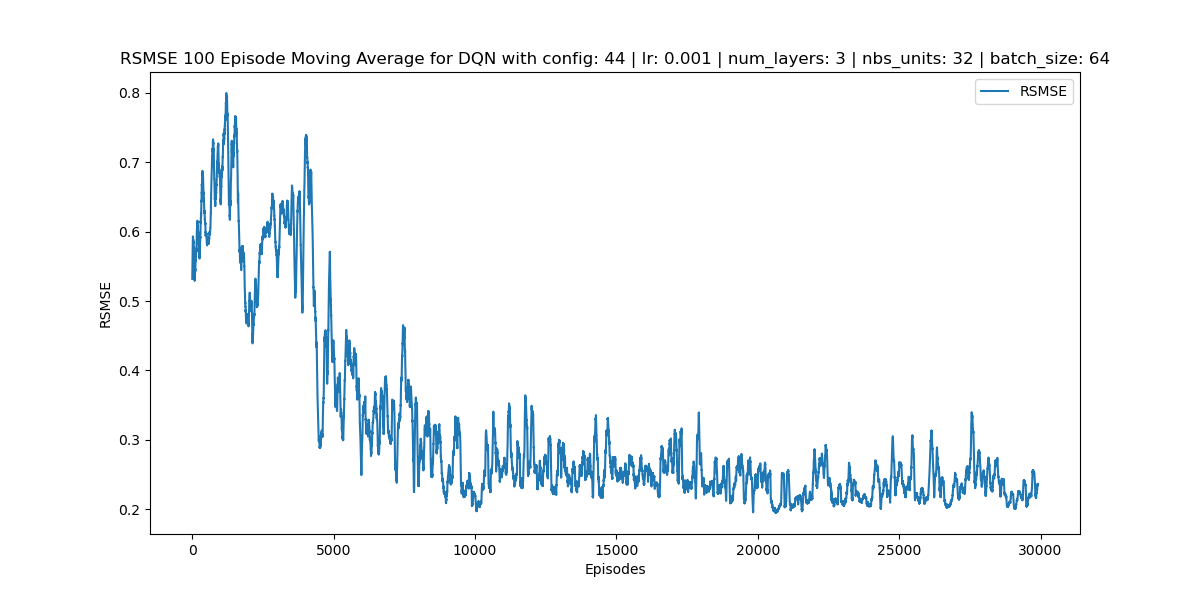 RSMSE 100 Episode Moving Average for DQN with config: 44 | lr: 0.001 | num_layers: 3 | nbs_units: 32 | batch_size: 64
RSMSE
0.8
0.7
0.6
0.5
0.4
0.3
0.2
RSMSE
0 5000 10000 15000 20000 25000 30000
Episodes